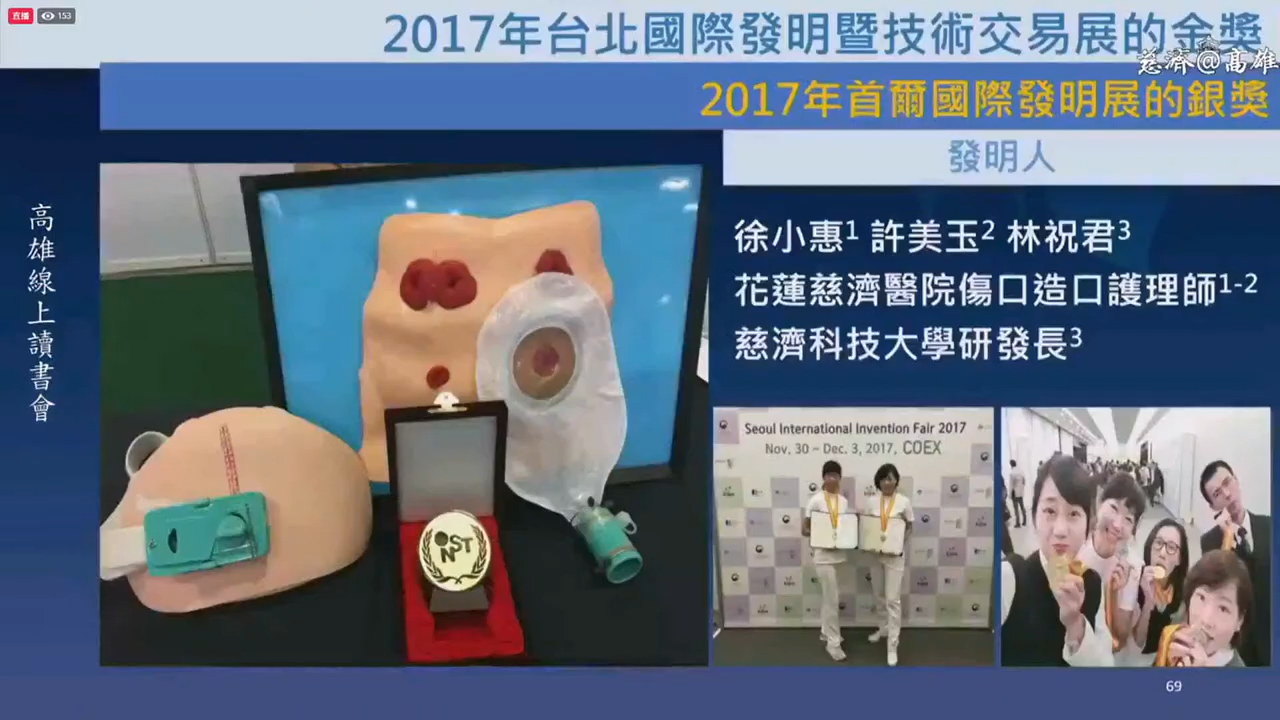 直播 153
2017年台北國際發明暨技術交易展的金獎
慈濟@高雄
2017年首爾國際發明展的銀獎
發明人
高雄線上讀書會
徐小惠1 許美玉2 林祝君3
花蓮慈濟醫院傷口造口護理師1-2
慈濟科技大學研發長3
Seoul International Invention Fair 2017
Nov. 30 ~ Dec. 3, 2017, COEX
69